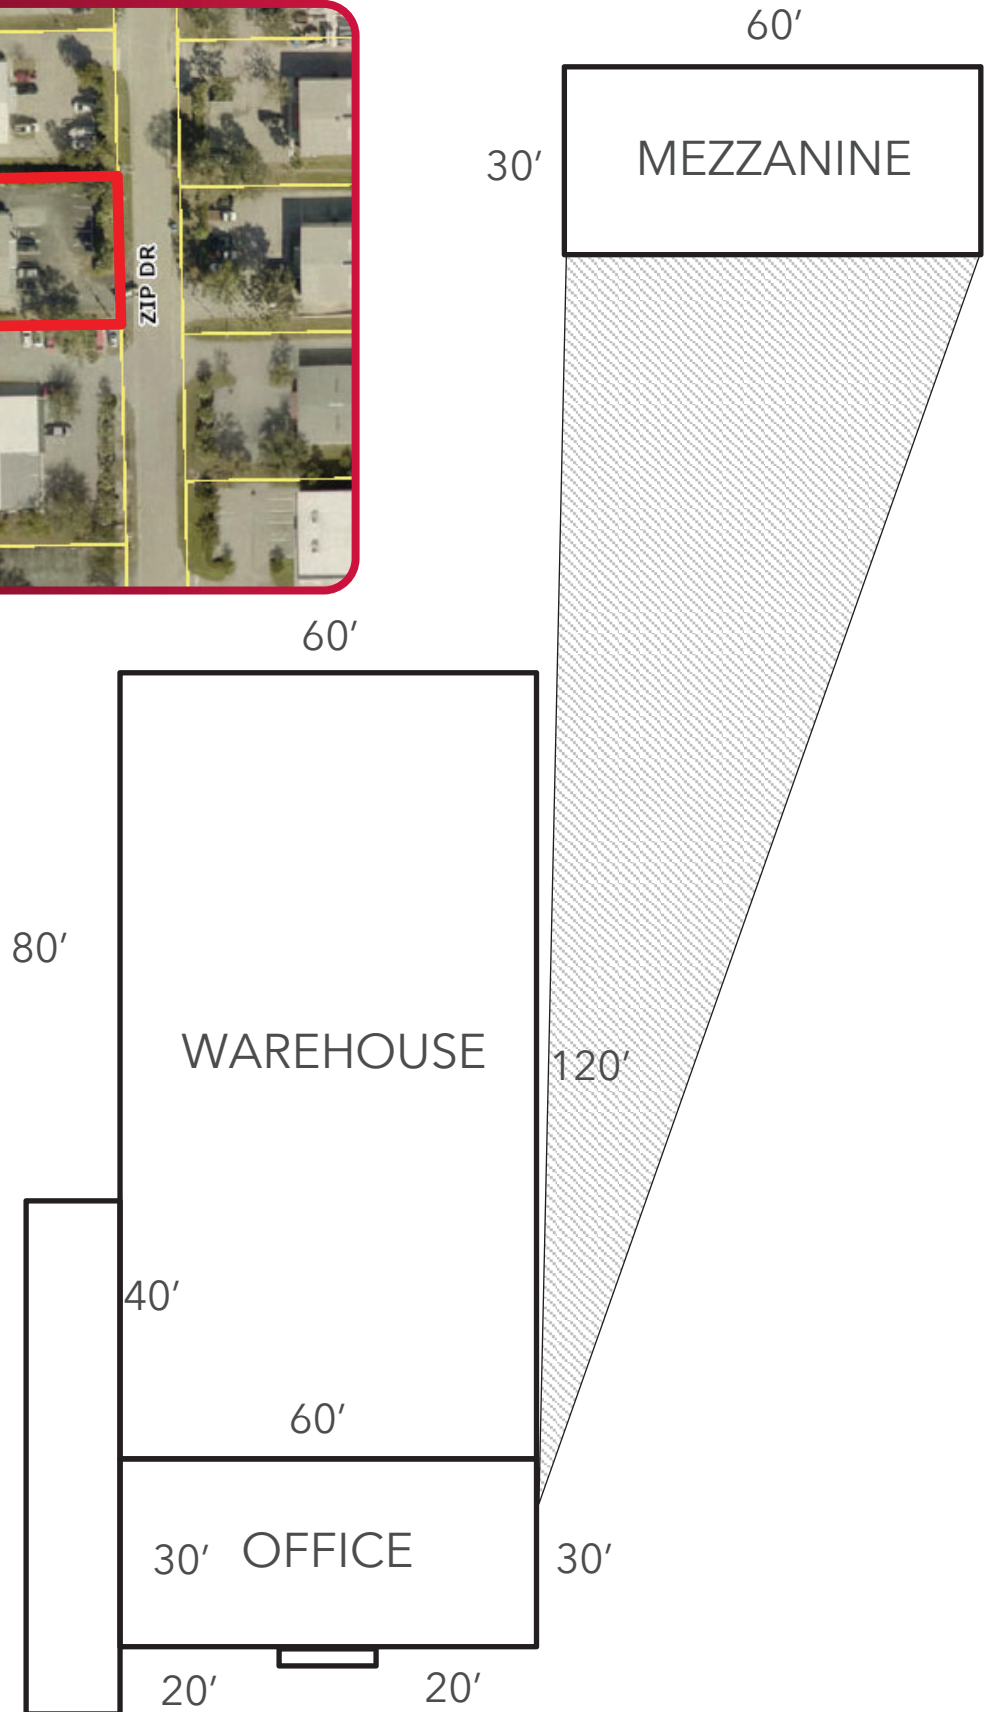 60′
MEZZANINE
30′
ZIP DR
60′
80′
WAREHOUSE
120′
40′
60′
30′
OFFICE
30′
20′
20′